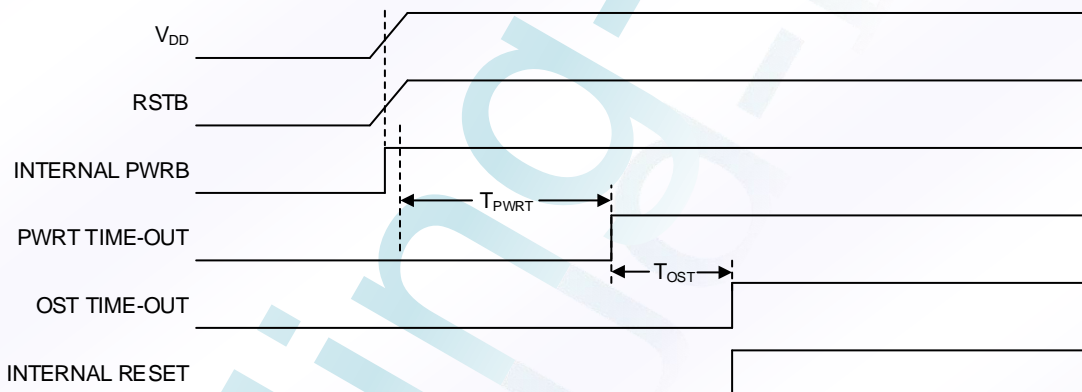 VDD
RSTB
INTERNAL PWRB
TPWRT
PWRT TIME-OUT
TOST
OST TIME-OUT
INTERNAL RESET